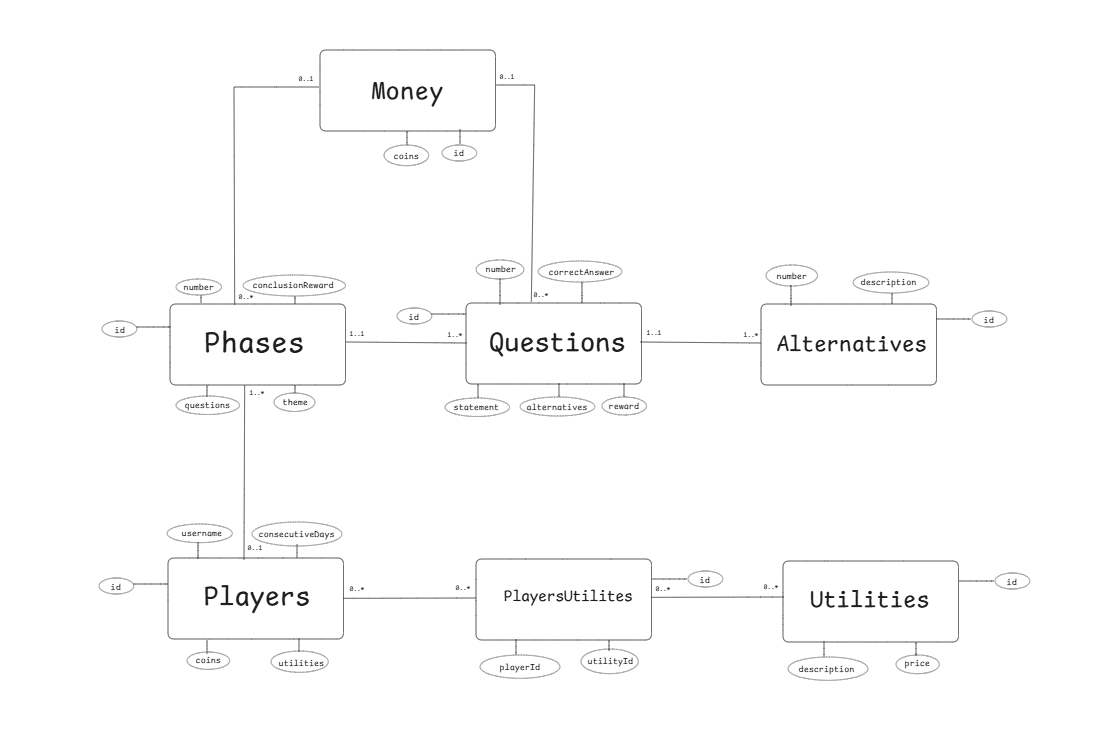 0..1
0..1
Money
coins
id
number
conclusionReward
0..*
id
Phases
1..1
questions
theme
1..*
number
correctAnswer
0..*
id
1..*
Questions
1..1
statement
alternatives
reward
number
description
id
1..*
Alternatives
username
consecutiveDays
0..1
id
Players
0..*
coins
utilities
0..*
PlayersUtilites
id
0..*
playerId
utilityId
0..*
Utilities
id
description
price